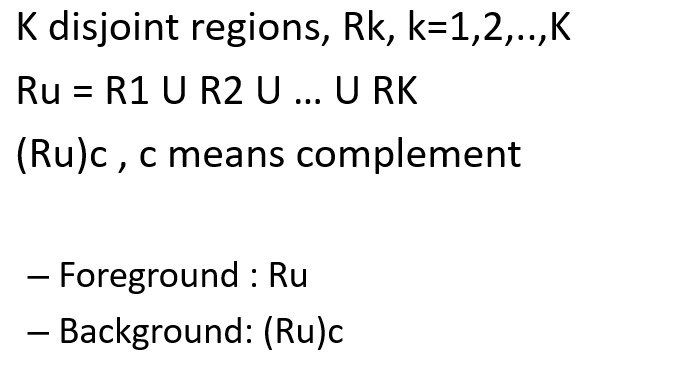 K disjoint regions, Rk, k=1,2,..,K
Ru = R1 U R2 U ... U RK
(Ru)c , c means complement
– Foreground : Ru
– Background: (Ru)c